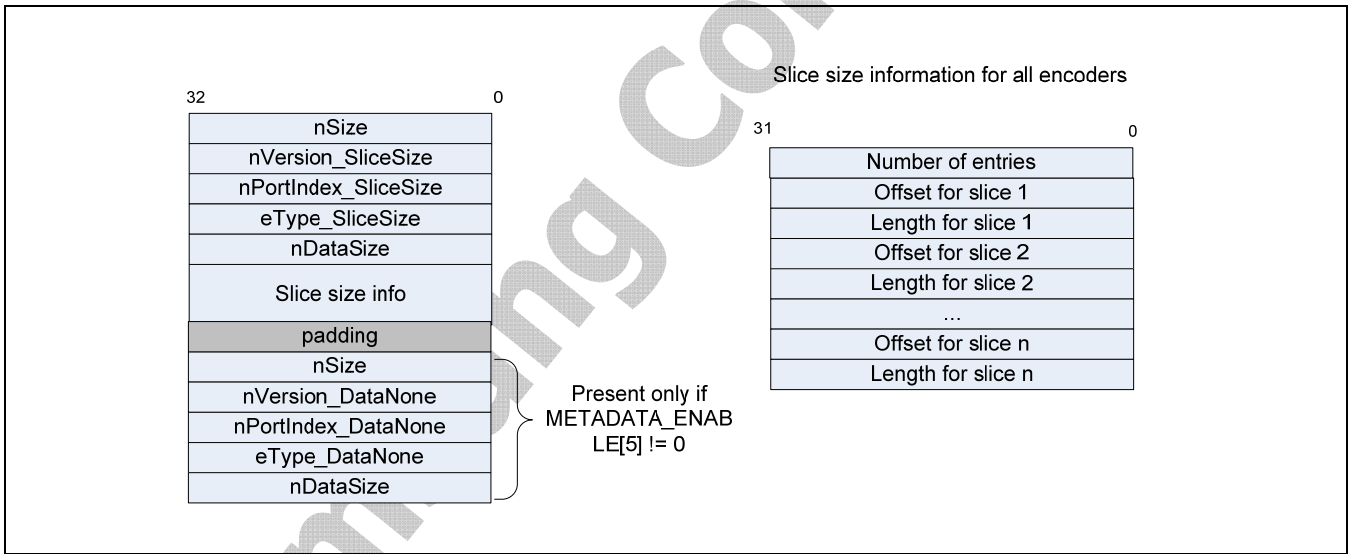 32 0
nSize
nVersion_SliceSize
nPortIndex_SliceSize
eType_SliceSize
nDataSize
Slice size info
padding
nSize
nVersion_DataNone
nPortIndex_DataNone
eType_DataNone
nDataSize
Present only if
METADATA_ENAB
LE[5] != 0
Slice size information for all encoders
31 0
Number of entries
Offset for slice 1
Length for slice 1
Offset for slice 2
Length for slice 2
...
Offset for slice n
Length for slice n